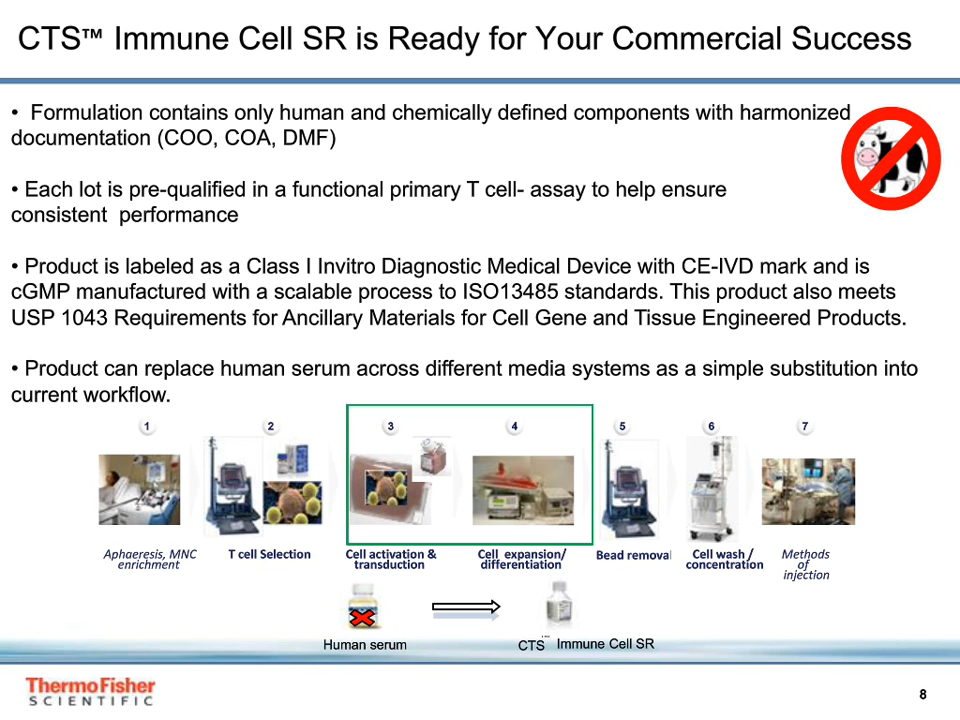 CTS™ Immune Cell SR is Ready for Your Commercial Success
• Formulation contains only human and chemically defined components with harmonized
documentation (COO, COA, DMF)
• Each lot is pre-qualified in a functional primary T cell- assay to help ensure
consistent performance
• Product is labeled as a Class I Invitro Diagnostic Medical Device with CE-IVD mark and is
cGMP manufactured with a scalable process to ISO13485 standards. This product also meets
USP 1043 Requirements for Ancillary Materials for Cell Gene and Tissue Engineered Products.
• Product can replace human serum across different media systems as a simple substitution into
current workflow.
1 2 3 4 5 6 7
Aphaeresis, MNC
enrichment
T cell Selection
Cell activation &
transduction
Cell expansion/
differentiation
Bead removal
Cell wash /
concentration
Methods
of
injection
Human serum
CTS™ Immune Cell SR
ThermoFisher
SCIENTIFIC
8